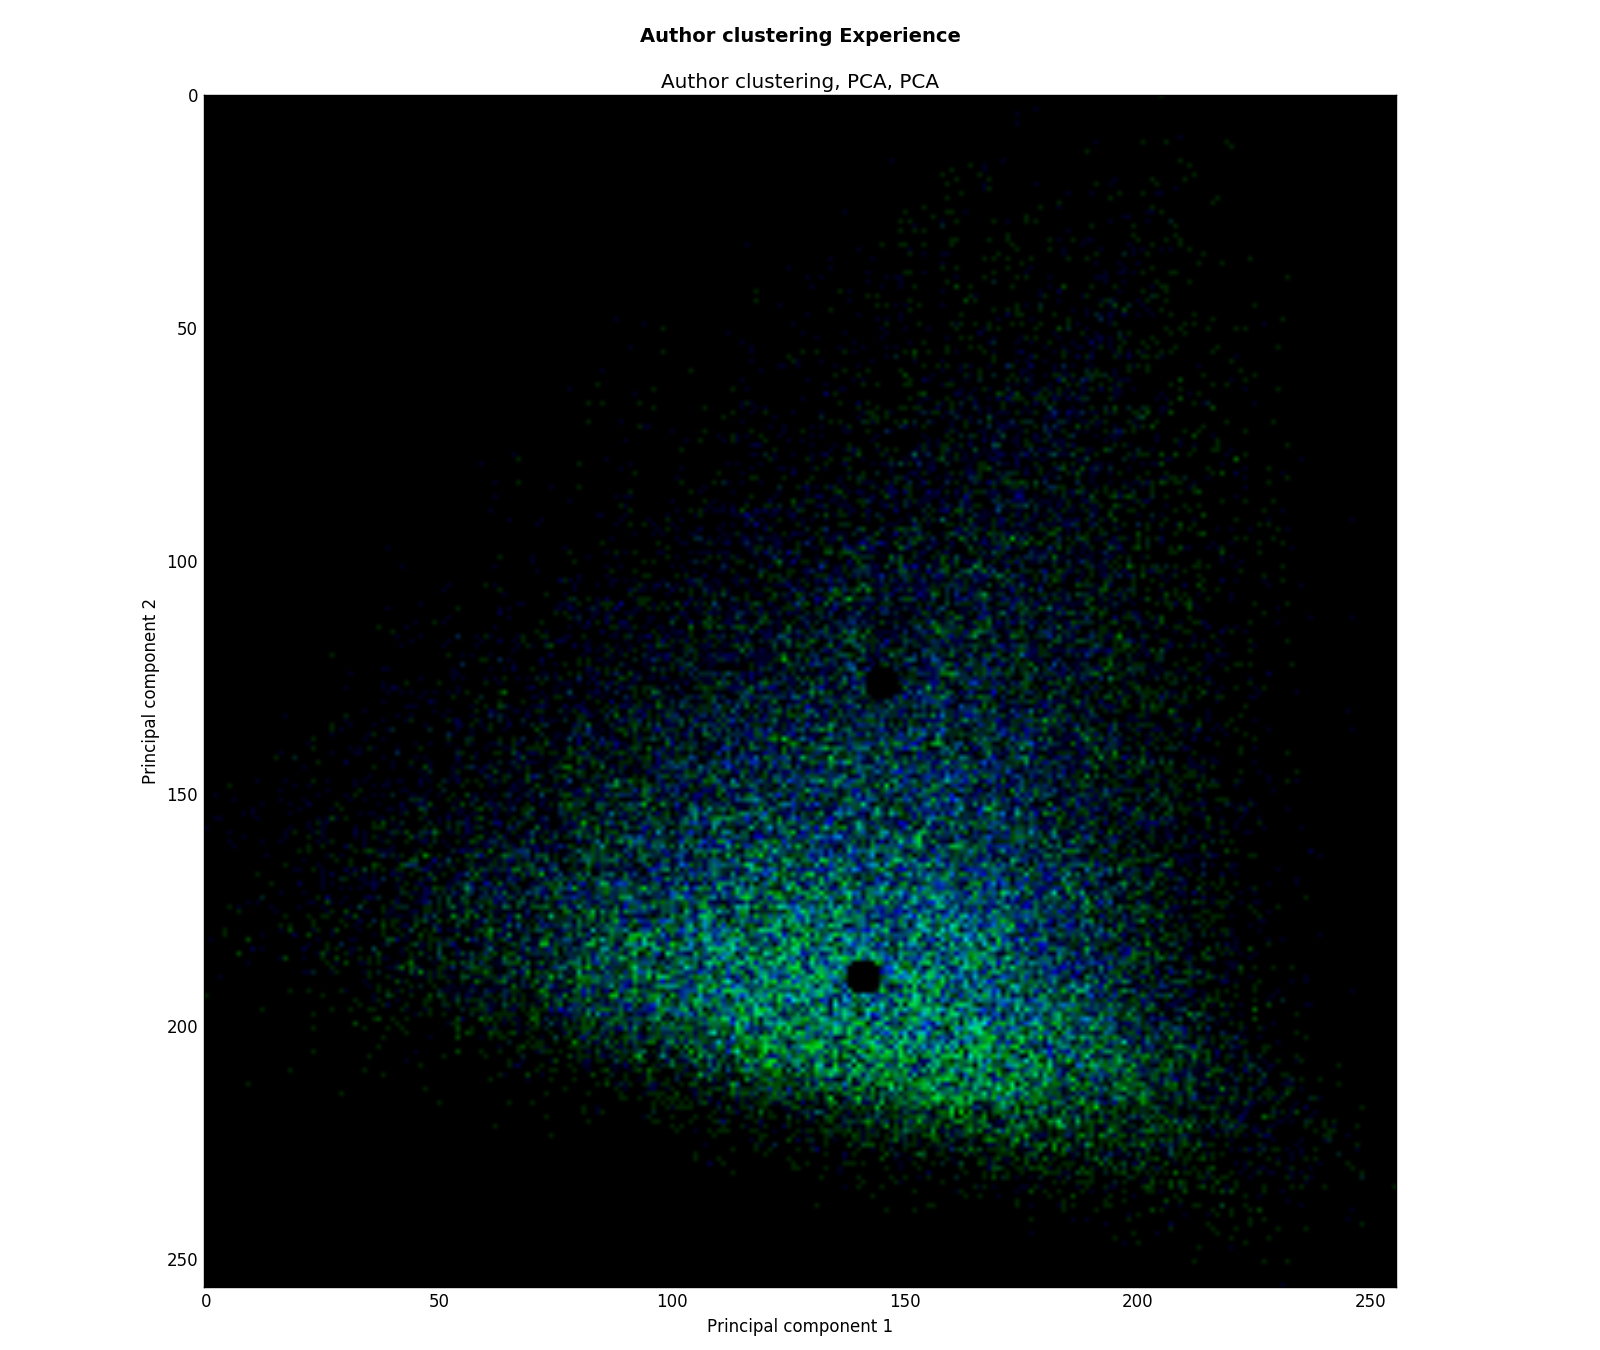 Author clustering Experience
Author clustering, PCA, PCA
0
50
100
150
200
250
Principal component 2
0 50 100 150 200 250
Principal component 1